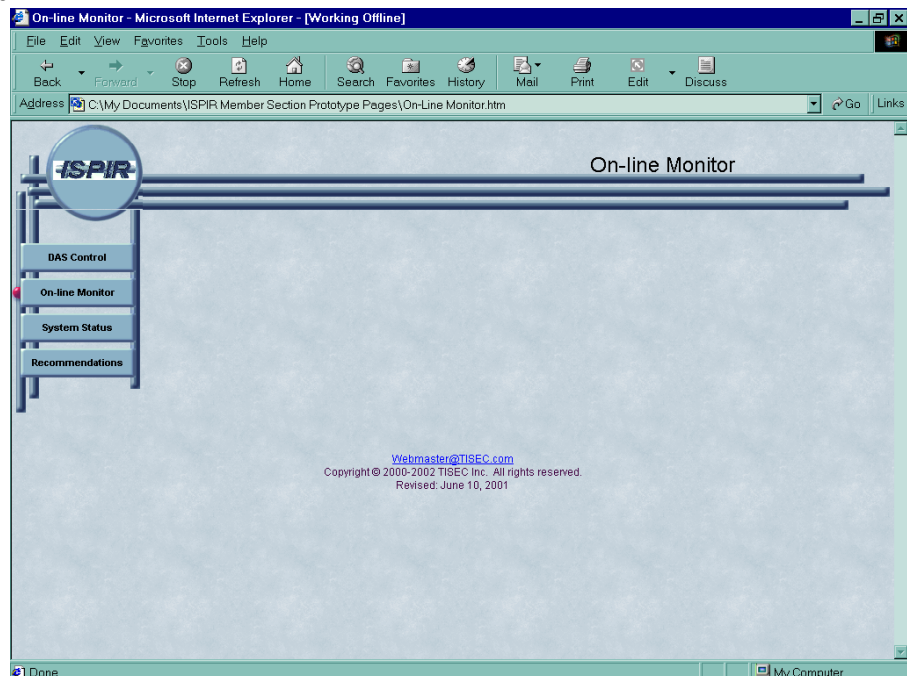 On-line Monitor - Microsoft Internet Explorer - [Working Offline]
File Edit View Favorites Tools Help
Back Forward Stop Refresh Home Search Favorites History Mail Print Edit Discuss
Address C:\My Documents\ISPIR Member Section Prototype Pages\On-Line Monitor.htm Go Links
ISPIR
On-line Monitor
DAS Control
On-line Monitor
System Status
Recommendations
Webmaster@TISEC.com
Copyright © 2000-2002 TISEC Inc. All rights reserved.
Revised: June 10, 2001
Done My Computer